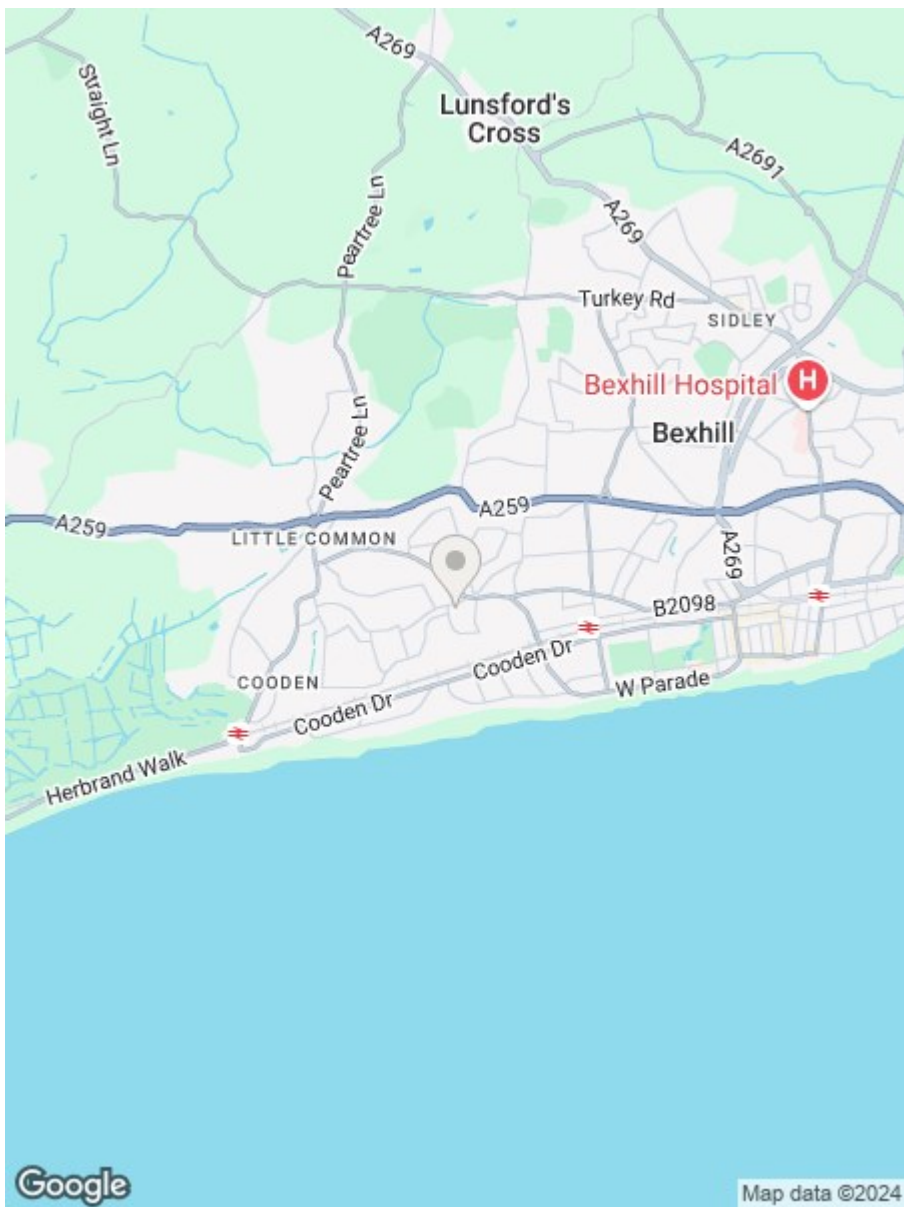 A269
Lunsford's
Cross
Straight Ln
A2691
Peartree Ln
A269
Turkey Rd
SIDLEY
Bexhill Hospital
H
Bexhill
Peartree Ln
A259
A259
LITTLE COMMON
A269
B2098
Cooden Dr
COODEN
W Parade
Cooden Dr
Herbrand Walk
Google
Map data ©2024